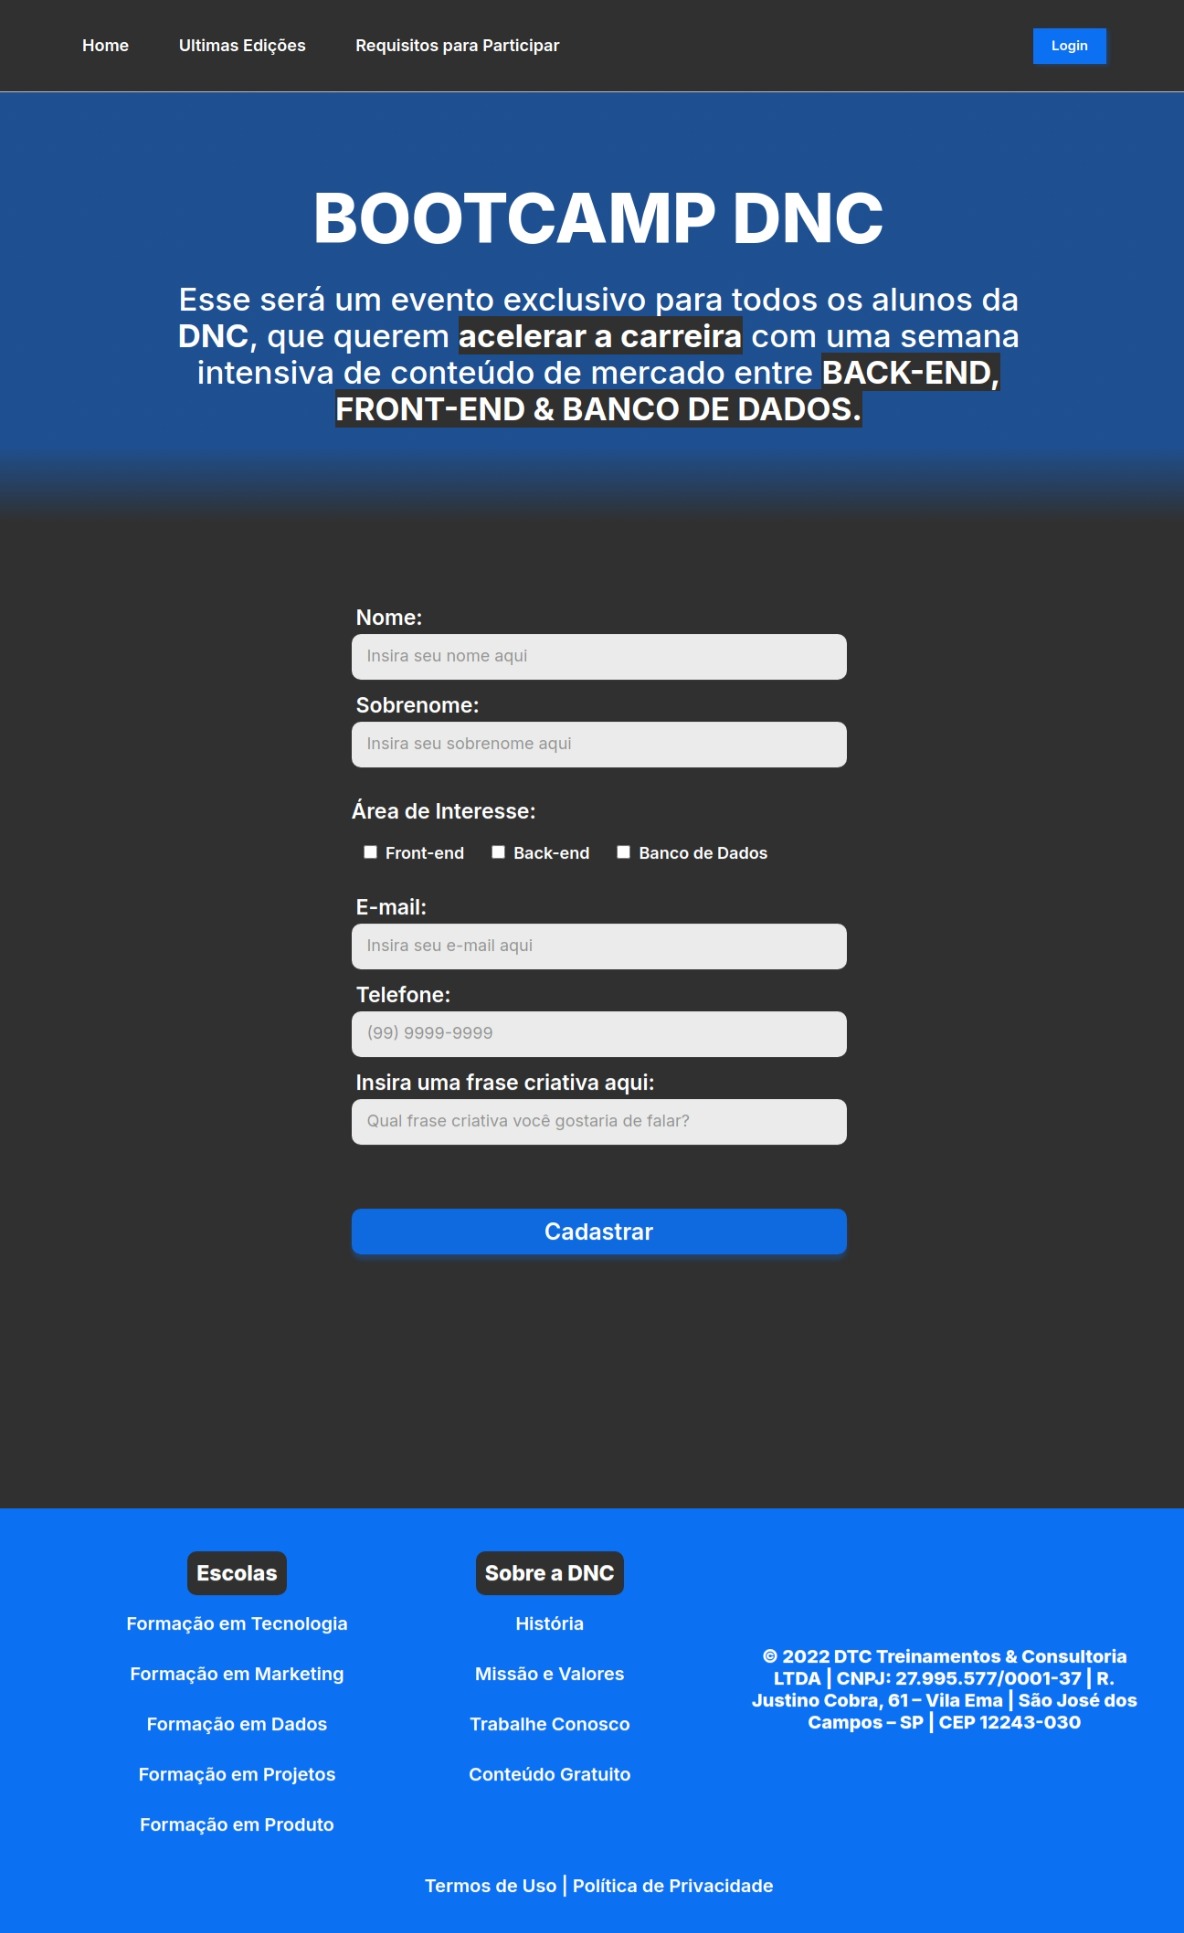 Home
Ultimas Edições
Requisitos para Participar
Login
BOOTCAMP DNC
Esse será um evento exclusivo para todos os alunos da
DNC, que querem acelerar a carreira com uma semana
intensiva de conteúdo de mercado entre BACK-END,
FRONT-END & BANCO DE DADOS.
Nome:
Insira seu nome aqui
Sobrenome:
Insira seu sobrenome aqui
Área de Interesse:
Front-end
Back-end
Banco de Dados
E-mail:
Insira seu e-mail aqui
Telefone:
(99) 9999-9999
Insira uma frase criativa aqui:
Qual frase criativa você gostaria de falar?
Cadastrar
Escolas
Formação em Tecnologia
Formação em Marketing
Formação em Dados
Formação em Projetos
Formação em Produto
Sobre a DNC
História
Missão e Valores
Trabalhe Conosco
Conteúdo Gratuito
© 2022 DTC Treinamentos & Consultoria
LTDA | CNPJ: 27.995.577/0001-37 | R.
Justino Cobra, 61 – Vila Ema | São José dos
Campos – SP | CEP 12243-030
Termos de Uso | Política de Privacidade